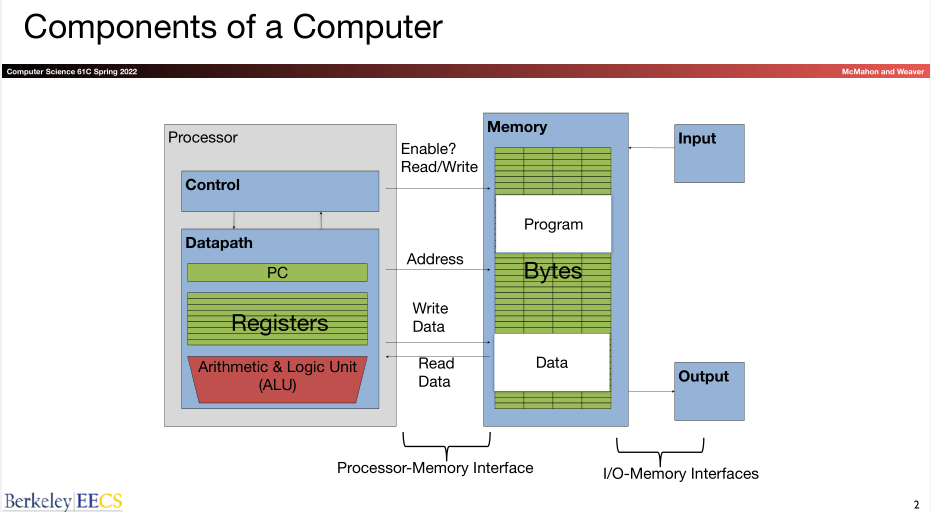 Components of a Computer
Computer Science 61C Spring 2022
McMahon and Weaver
Processor
Control
Datapath
PC
Registers
Arithmetic & Logic Unit
(ALU)
Enable?
Read/Write
Address
Write
Data
Read
Data
Memory
Program
Bytes
Data
Input
Output
Processor-Memory Interface
I/O-Memory Interfaces
Berkeley EECS
2